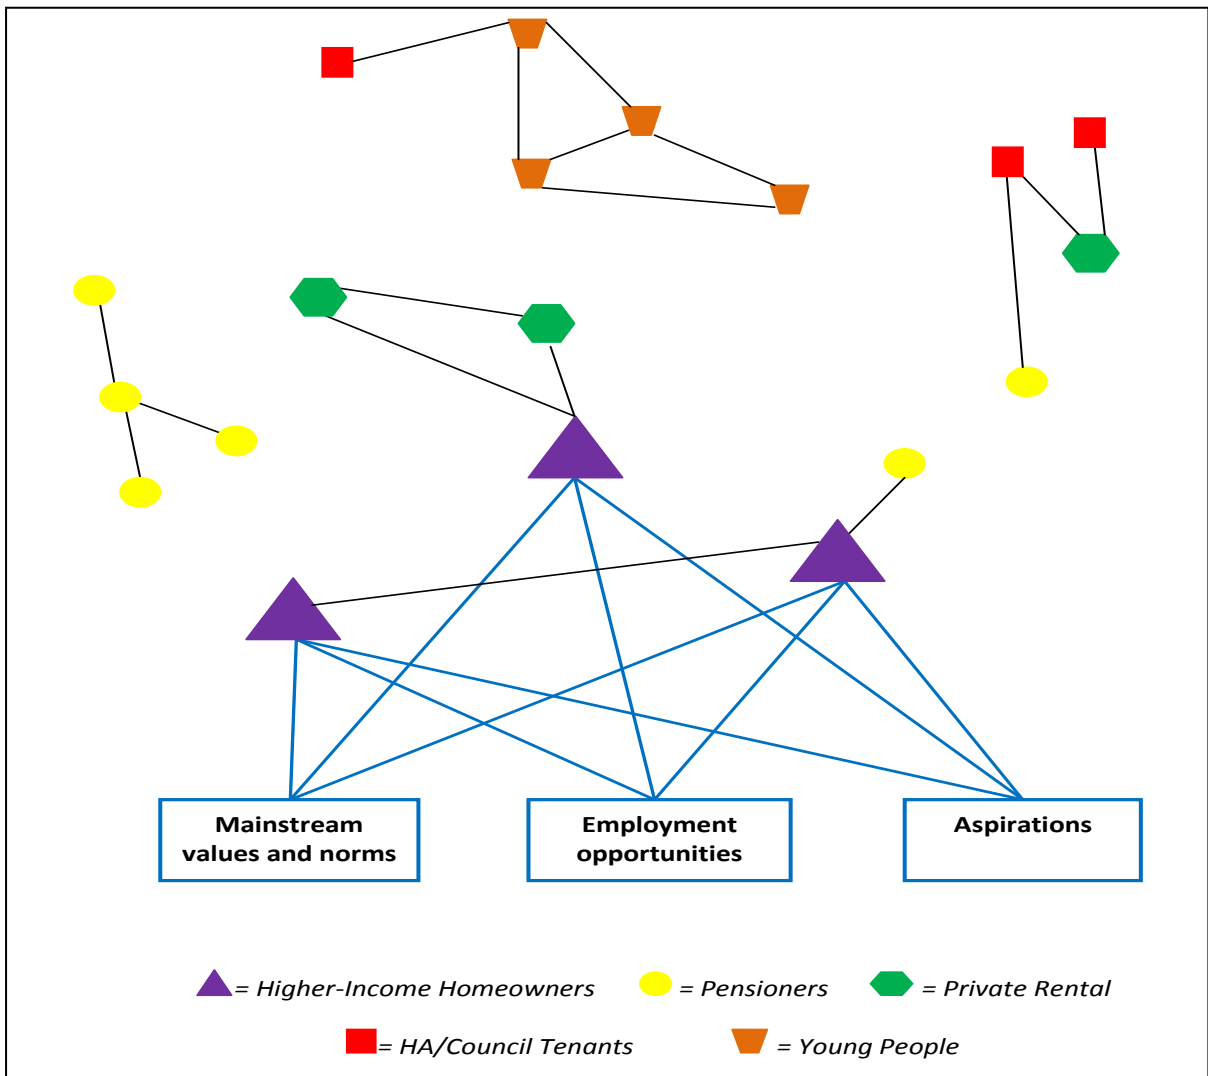 Mainstream
values and norms
Employment
opportunities
Aspirations
= Higher-Income Homeowners
= Pensioners
= Private Rental
= HA/Council Tenants
= Young People